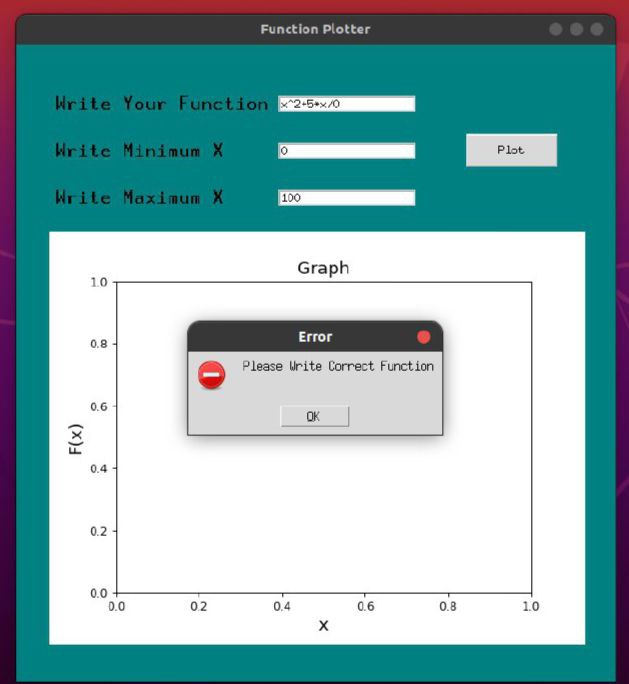 Function Plotter
Write Your Function x^2+5*x/0
Write Minimum X 0
Plot
Write Maximum X 100
Graph
1.0
0.8
0.6
0.4
0.2
0.0
F(x)
Error
Please Write Correct Function
OK
0.0 0.2 0.4 0.6 0.8 1.0
X